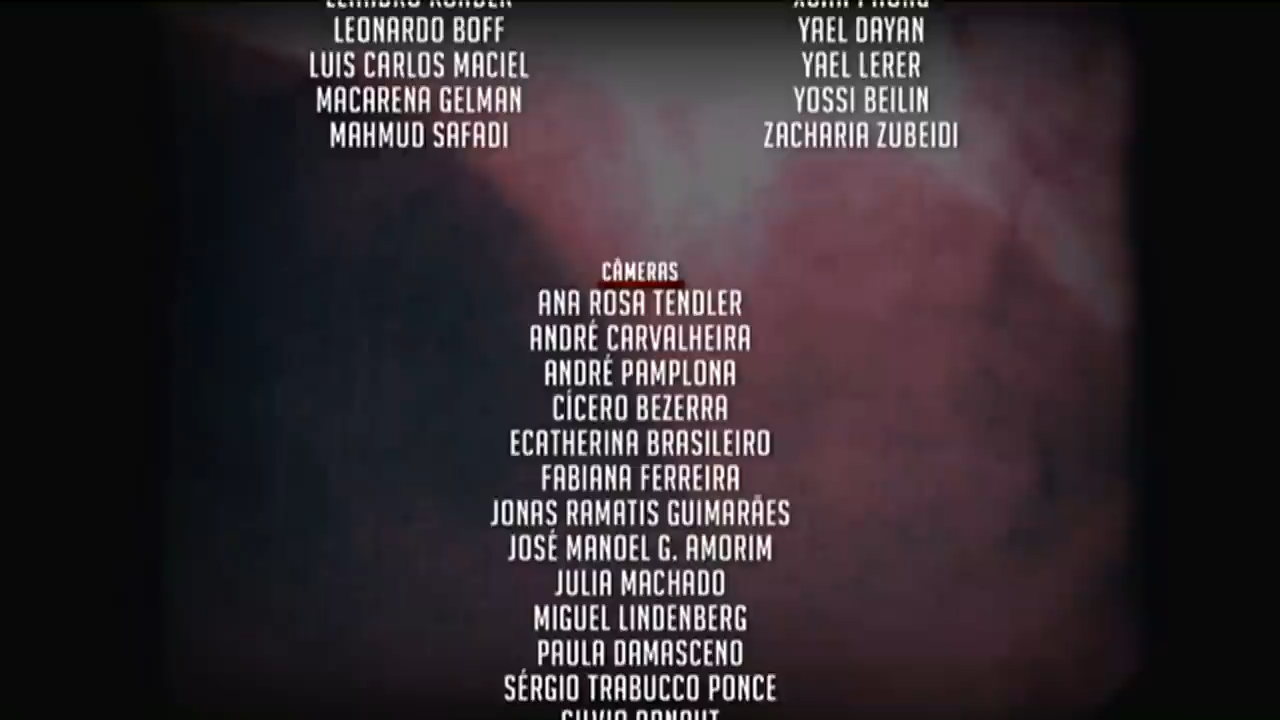 LEONARDO BOFF
LUIS CARLOS MACIEL
MACARENA GELMAN
MAHMUD SAFADI
YAEL DAYAN
YAEL LERER
YOSSI BEILIN
ZACHARIA ZUBEIDI
CÂMERAS
ANA ROSA TENDLER
ANDRÉ CARVALHEIRA
ANDRÉ PAMPLONA
CÍCERO BEZERRA
ECATHERINA BRASILEIRO
FABIANA FERREIRA
JONAS RAMATIS GUIMARÃES
JOSÉ MANOEL G. AMORIM
JULIA MACHADO
MIGUEL LINDENBERG
PAULA DAMASCENO
SÉRGIO TRABUCCO PONCE